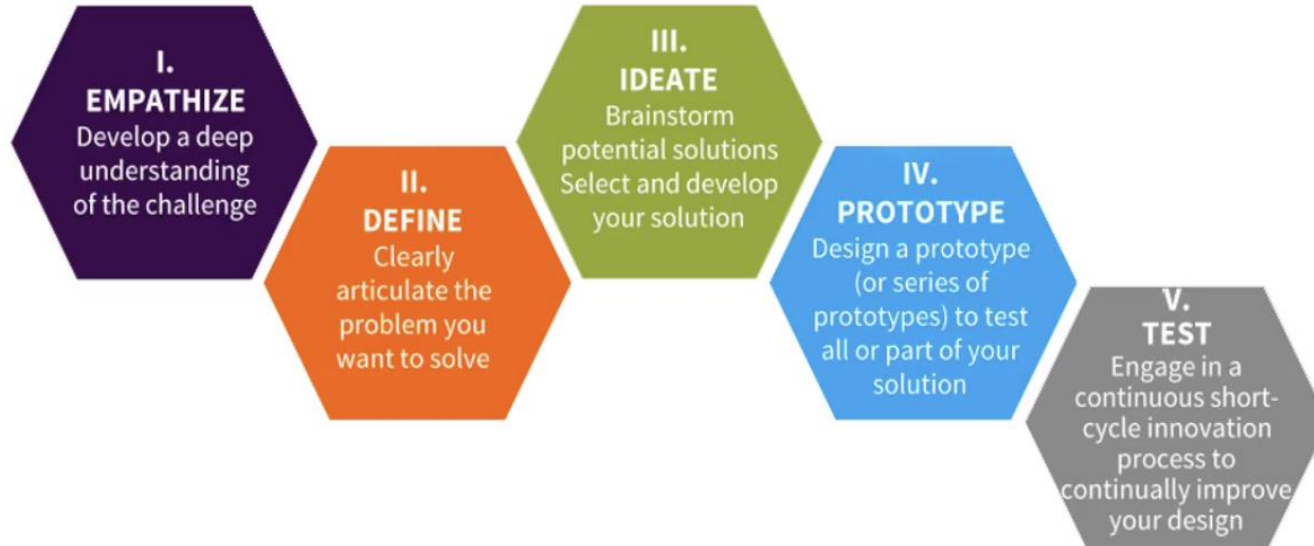 I.
EMPATHIZE
Develop a deep
understanding
of the challenge
II.
DEFINE
Clearly
articulate the
problem you
want to solve
III.
IDEATE
Brainstorm
potential solutions
Select and develop
your solution
IV.
PROTOTYPE
Design a prototype
(or series of
prototypes) to test
all or part of your
solution
V.
TEST
Engage in a
continuous short-
cycle innovation
process to
continually improve
your design